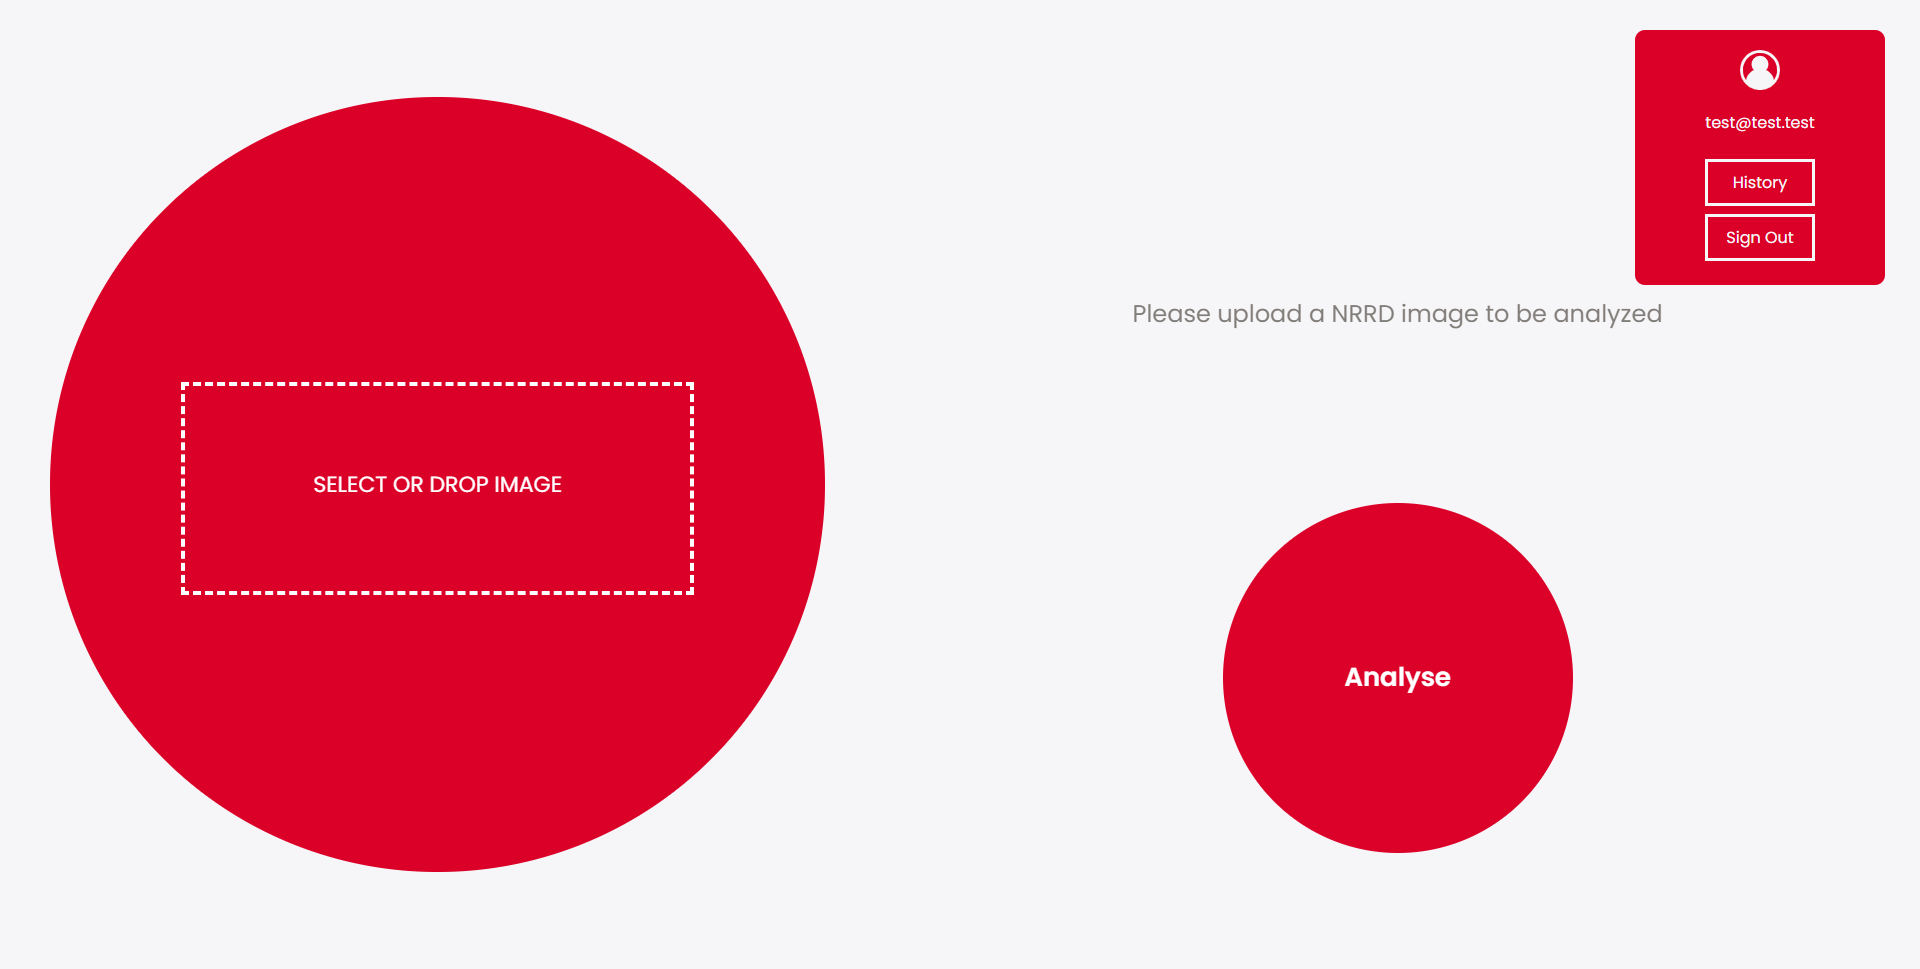 test@test.test
History
Sign Out
Please upload a NRRD image to be analyzed
SELECT OR DROP IMAGE
Analyse